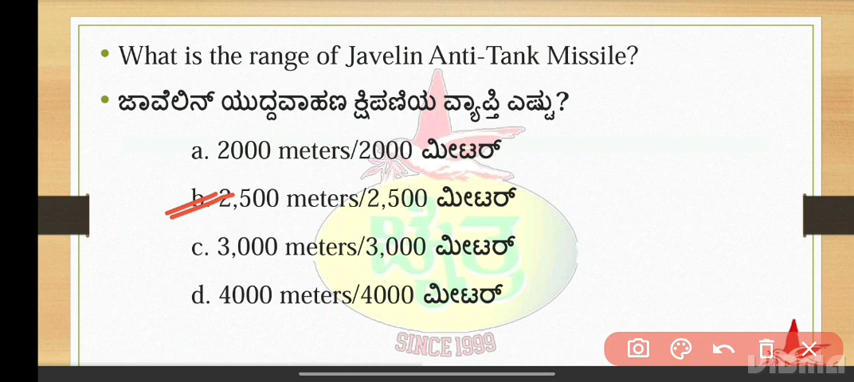 • What is the range of Javelin Anti-Tank Missile?
• ಜಾವೆಲಿನ್ ಯುದ್ದವಾಹಣ ಕ್ಷಿಪಣಿಯ ವ್ಯಾಪ್ತಿ ಎಷ್ಟು?
a. 2000 meters/2000 ಮೀಟರ್
b. 2,500 meters/2,500 ಮೀಟರ್
c. 3,000 meters/3,000 ಮೀಟರ್
d. 4000 meters/4000 ಮೀಟರ್
ಚೈತ್ರ
SINCE 1999